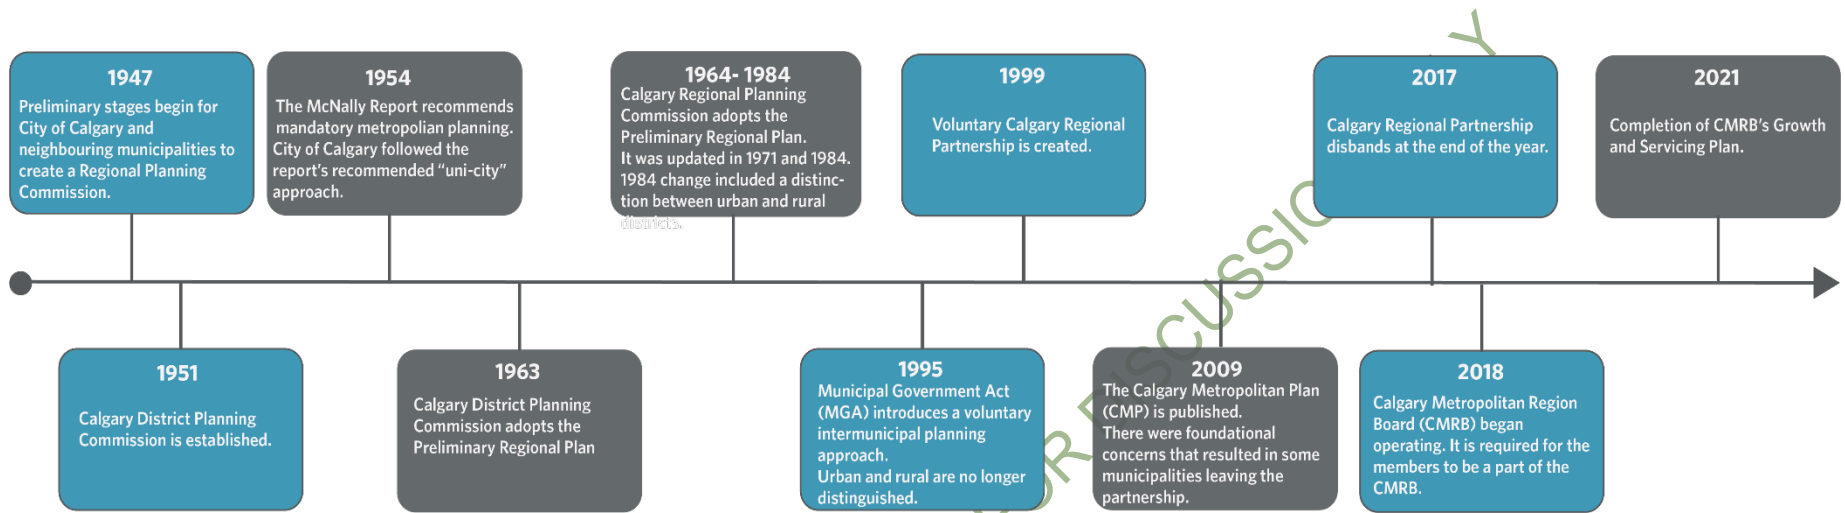 1947
Preliminary stages begin for
City of Calgary and
neighbouring municipalities to
create a Regional Planning
Commission.
1954
The McNally Report recommends
mandatory metropolian planning.
City of Calgary followed the
report's recommended "uni-city"
approach.
1964- 1984
Calgary Regional Planning
Commission adopts the
Preliminary Regional Plan.
It was updated in 1971 and 1984.
1984 change included a distinc-
tion between urban and rural
districts.
1999
Voluntary Calgary Regional
Partnership is created.
2017
Calgary Regional Partnership
disbands at the end of the year.
2021
Completion of CMRB's Growth
and Servicing Plan.
1951
Calgary District Planning
Commission is established.
1963
Calgary District Planning
Commission adopts the
Preliminary Regional Plan
1995
Municipal Government Act
(MGA) introduces a voluntary
intermunicipal planning
approach.
Urban and rural are no longer
distinguished.
2009
The Calgary Metropolitan Plan
(CMP) is published.
There were foundational
concerns that resulted in some
municipalities leaving the
partnership.
2018
Calgary Metropolitan Region
Board (CMRB) began
operating. It is required for the
members to be a part of the
CMRB.